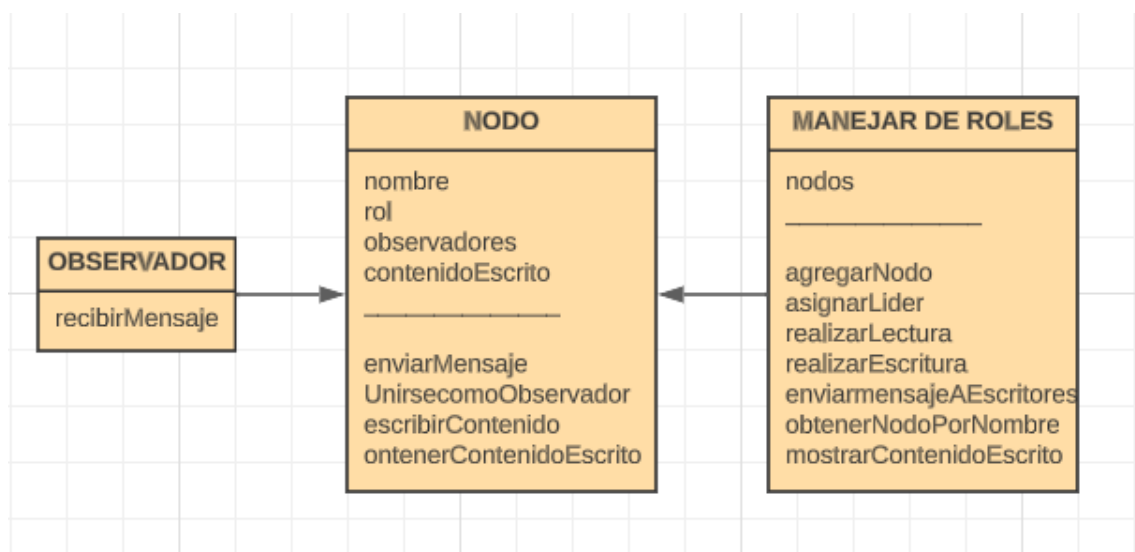 OBSERVADOR
recibirMensaje
NODO
nombre
rol
observadores
contenidoEscrito
enviarMensaje
UnirsecomoObservador
escribirContenido
ontenerContenidoEscrito
MANEJAR DE ROLES
nodos
agregarNodo
asignarLider
realizarLectura
realizarEscritura
enviarmensajeAEscritores
obtenerNodoPorNombre
mostrarContenidoEscrito